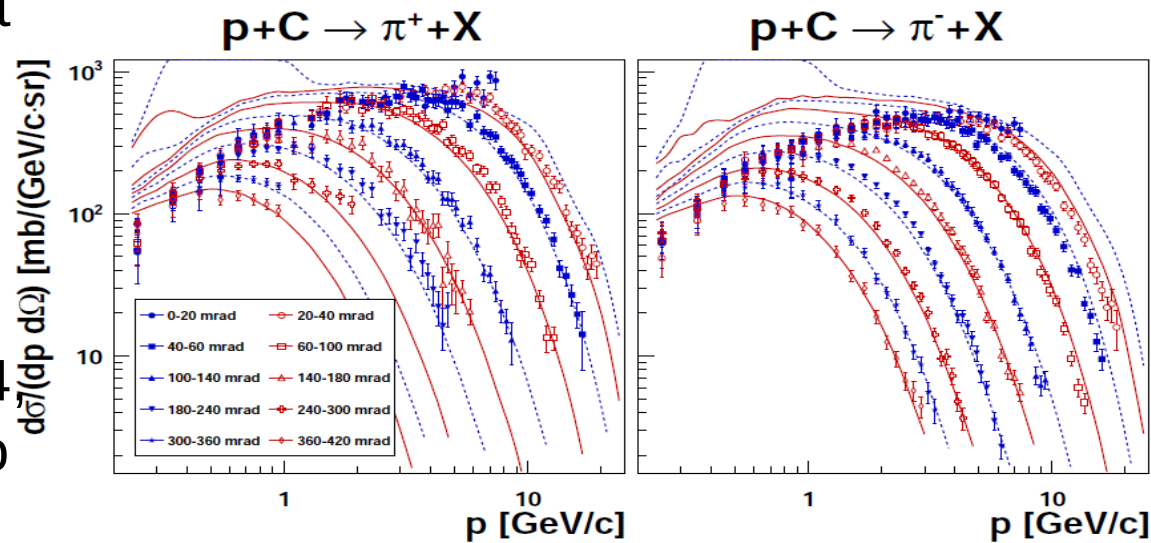 p+C → π⁺+X
p+C → π⁻+X
dσ/(dp dΩ) [mb/(GeV/c·sr)]
10³
10²
10
0-20 mrad
20-40 mrad
40-60 mrad
60-100 mrad
100-140 mrad
140-180 mrad
180-240 mrad
240-300 mrad
300-360 mrad
360-420 mrad
1
10
1
10
p [GeV/c]
p [GeV/c]